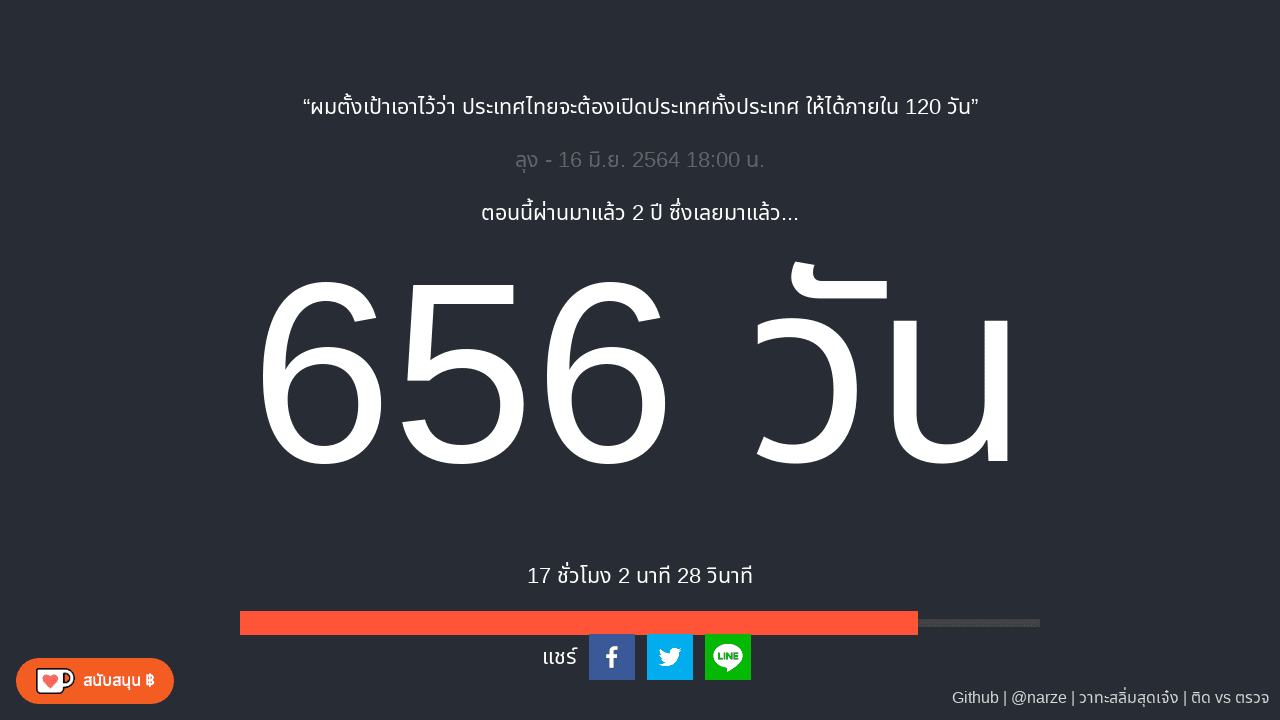 “ผมตั้งเป้าเอาไว้ว่า ประเทศไทยจะต้องเปิดประเทศทั้งประเทศ ให้ได้ภายใน 120 วัน”
ลุง - 16 มิ.ย. 2564 18:00 น.
ตอนนี้ผ่านมาแล้ว 2 ปี ซึ่งเลยมาแล้ว...
656 วัน
17 ชั่วโมง 2 นาที 28 วินาที
แชร์ LINE
สนับสนุน ฿
Github | @narze | วาทะสลิ่มสุดเจ๋ง | ติด vs ตรวจ